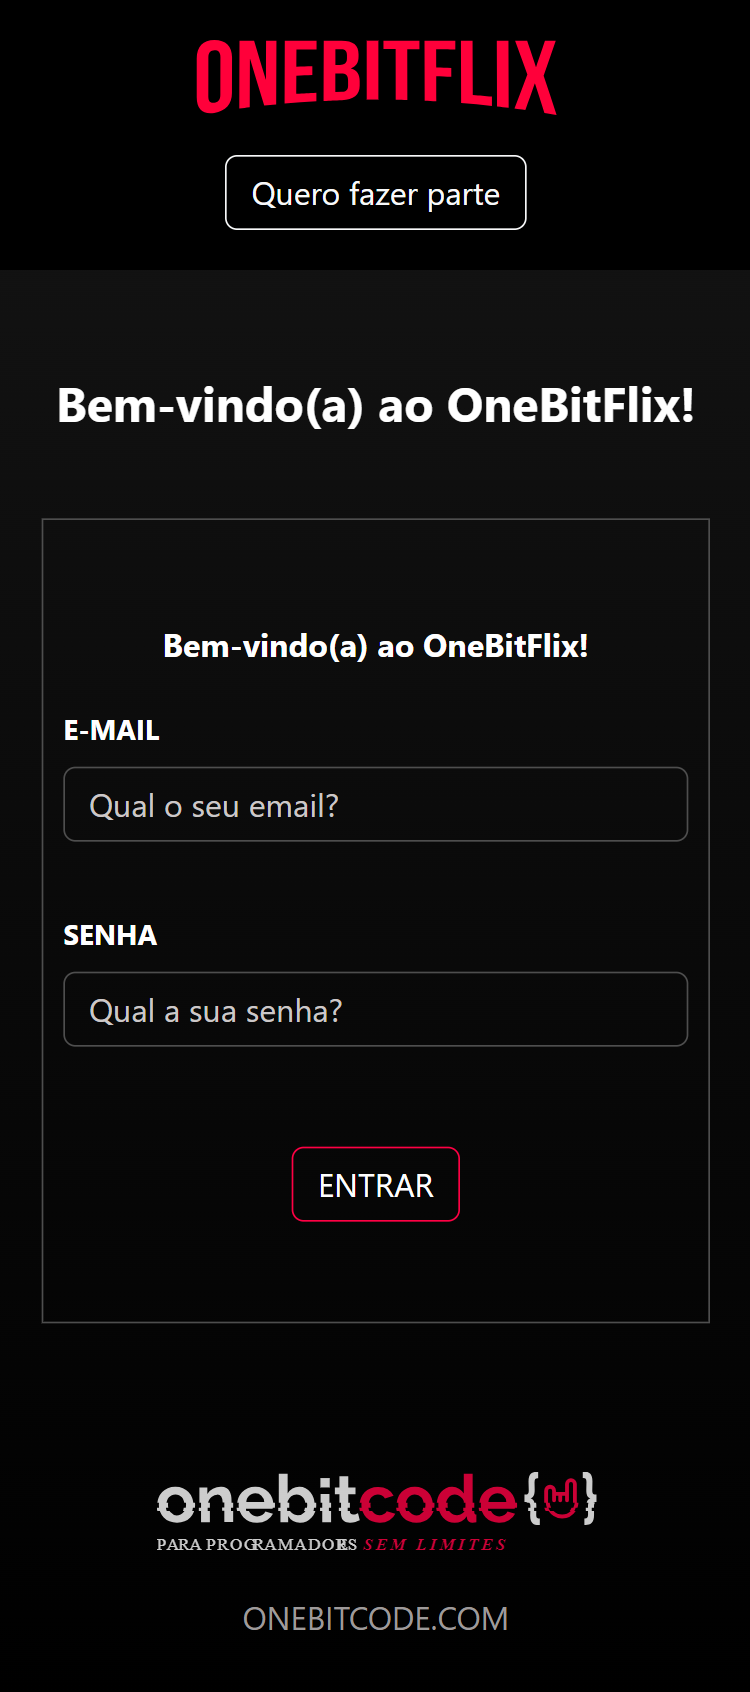 ONEBITFLIX
Quero fazer parte
Bem-vindo(a) ao OneBitFlix!
Bem-vindo(a) ao OneBitFlix!
E-MAIL
Qual o seu email?
SENHA
Qual a sua senha?
ENTRAR
onebitcode{ }
PARA PROGRAMADORES SEM LIMITES
ONEBITCODE.COM